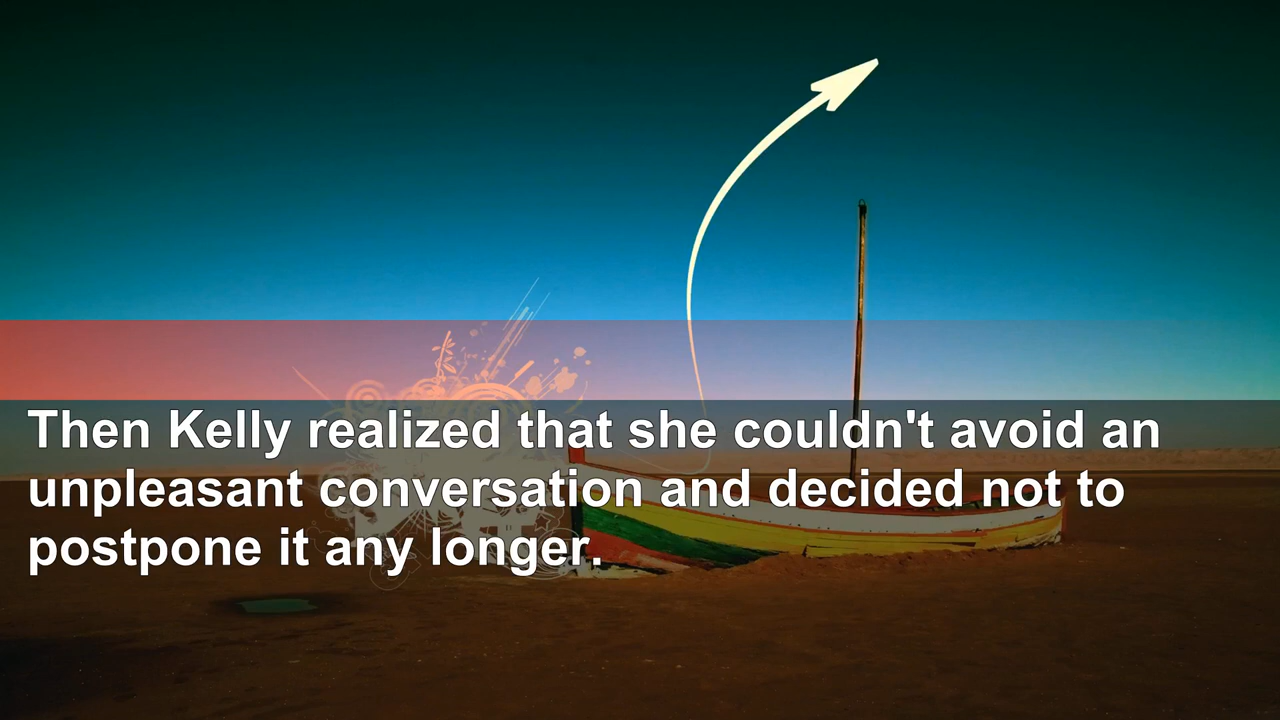 Then Kelly realized that she couldn't avoid an
unpleasant conversation and decided not to
postpone it any longer.